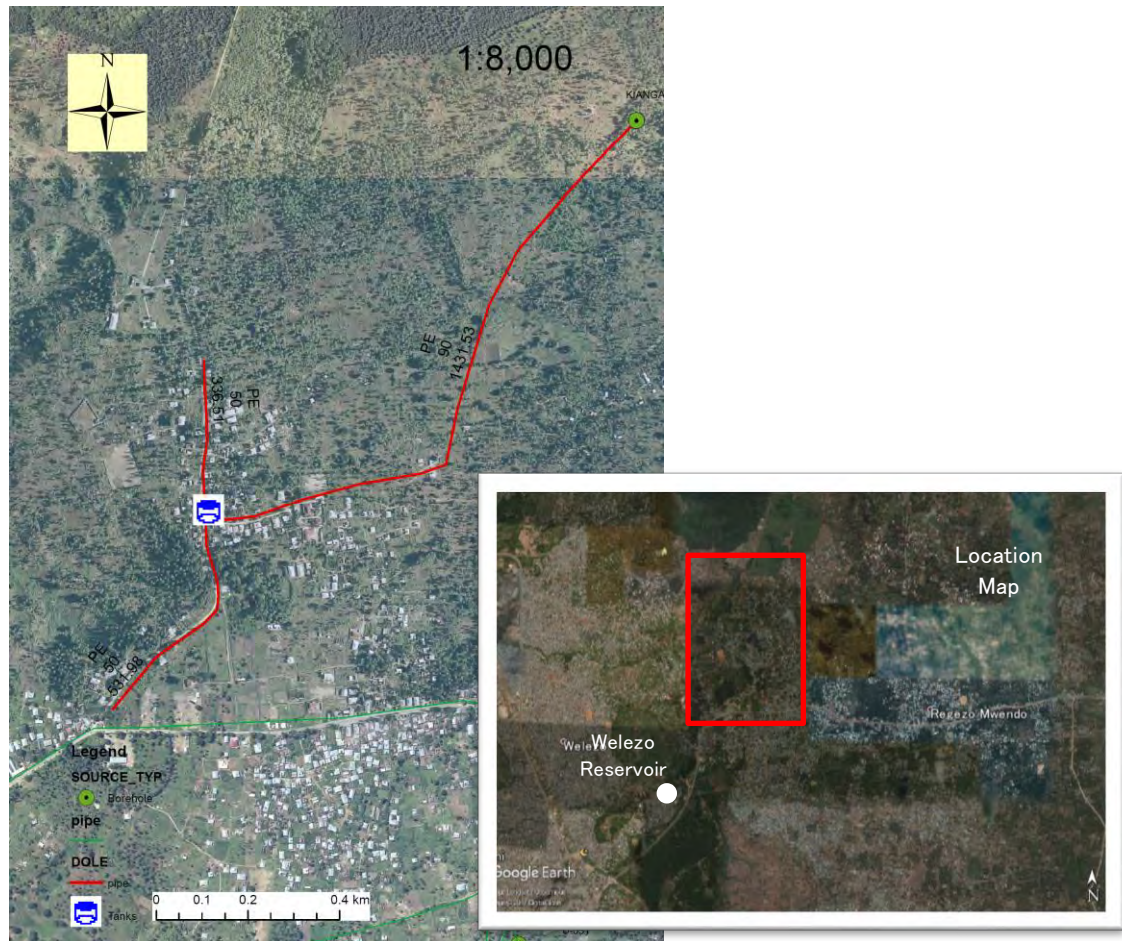 N
1:8,000
KIANGA
PE
90
1431.53
PE
50
336.51
PE
50
531.98
Legend
SOURCE_TYP
Borehole
pipe
DOLE
pipe
Tanks
0 0.1 0.2 0.4 km
Location
Map
Regezo Mwendo
Welezo
Reservoir
Google Earth
N